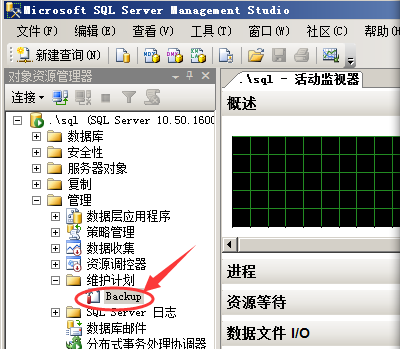 Microsoft SQL Server Management Studio
文件(F) 编辑(E) 查看(V) 工具(T) 窗口(W) 社区(C)
新建查询(N)
对象资源管理器
连接
.\sql (SQL Server 10.50.1600
数据库
安全性
服务器对象
复制
管理
数据层应用程序
策略管理
数据收集
资源调控器
维护计划
Backup
SQL Server 日志
数据库邮件
分布式事务处理协调器
.\sql - 活动监视器
概述
进程
资源等待
数据文件 I/O